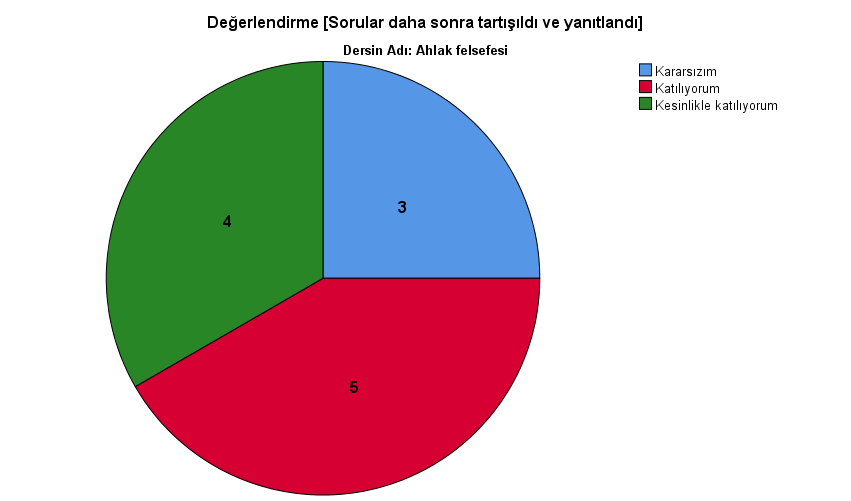 Değerlendirme [Sorular daha sonra tartışıldı ve yanıtlandı]
Dersin Adı: Ahlak felsefesi
Kararsızım
Katılıyorum
Kesinlikle katılıyorum
3
4
5